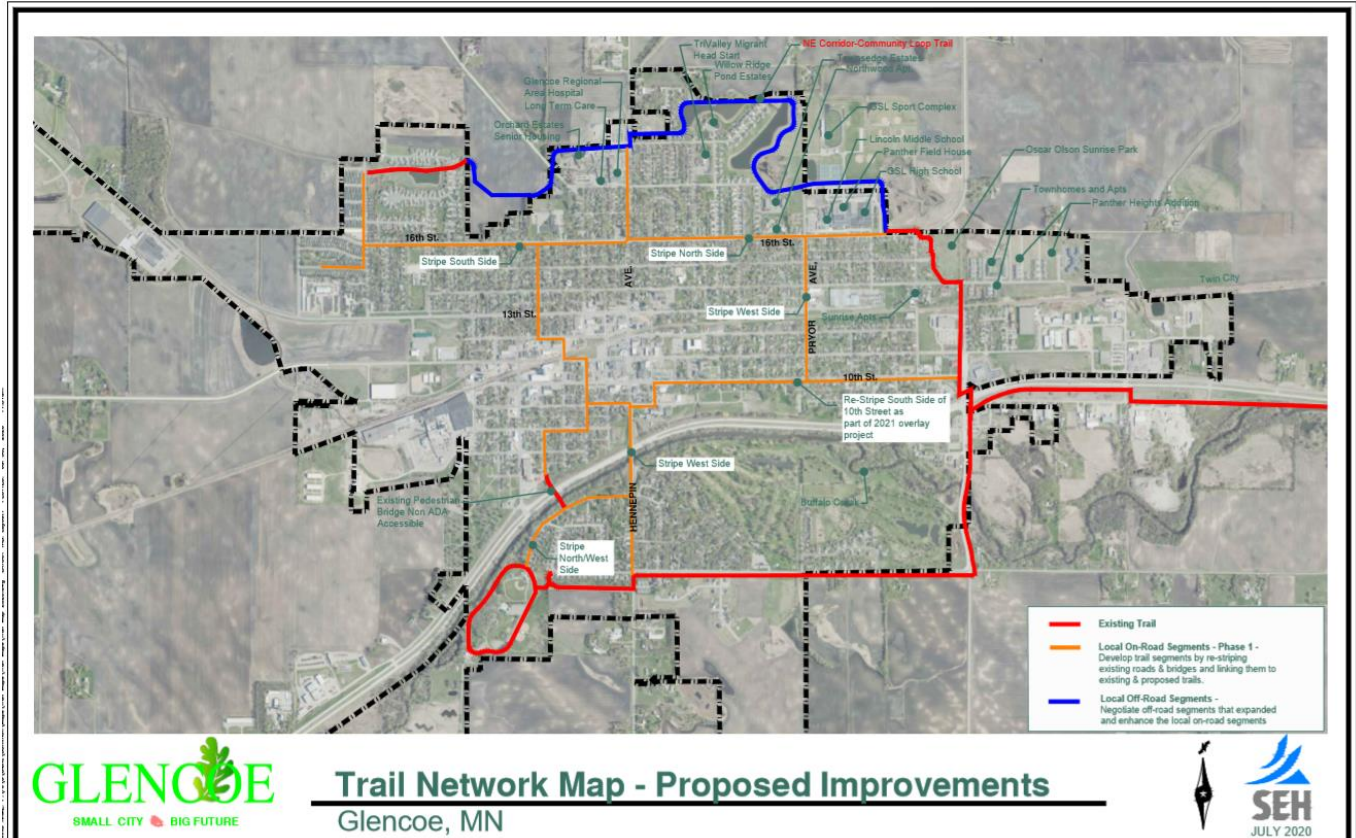 TriValley Migrant
Head Start
NE Corridor-Community Loop Trail
Willow Ridge
Pond Estates
Townsedge Estates
Northwood Apt.
Glencoe Regional
Area Hospital
Long Term Care
Orchard Estates
Senior Housing
GSL Sport Complex
Lincoln Middle School
Panther Field House
GSL High School
Oscar Olson Sunrise Park
Townhomes and Apts
Panther Heights Addition
16th St.
Stripe South Side
Stripe North Side
16th St.
AVE.
AVE.
Twin City
13th St.
Stripe West Side
Sunrise Apts
PRYOR
10th St.
Re-Stripe South Side of
10th Street as
part of 2021 overlay
project
Stripe West Side
Existing Pedestrian
Bridge Non ADA
Accessible
HENNEPIN
Buffalo Creek
Stripe
North/West
Side
Existing Trail
Local On-Road Segments - Phase 1 -
Develop trail segments by re-striping
existing roads & bridges and linking them to
existing & proposed trails.
Local Off-Road Segments -
Negotiate off-road segments that expanded
and enhance the local on-road segments
GLENCOE
SMALL CITY BIG FUTURE
Trail Network Map - Proposed Improvements
Glencoe, MN
SEH
JULY 2020